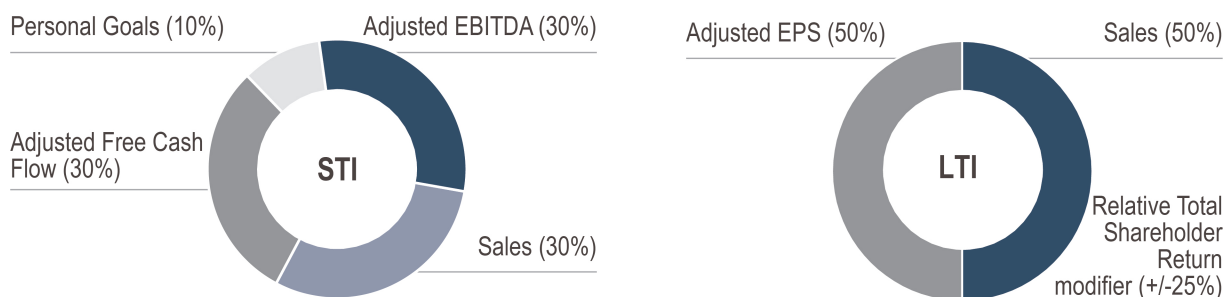 Personal Goals (10%)
Adjusted EBITDA (30%)
Adjusted Free Cash
Flow (30%)
STI
Sales (30%)
Adjusted EPS (50%)
Sales (50%)
LTI
Relative Total
Shareholder
Return
modifier (+/-25%)